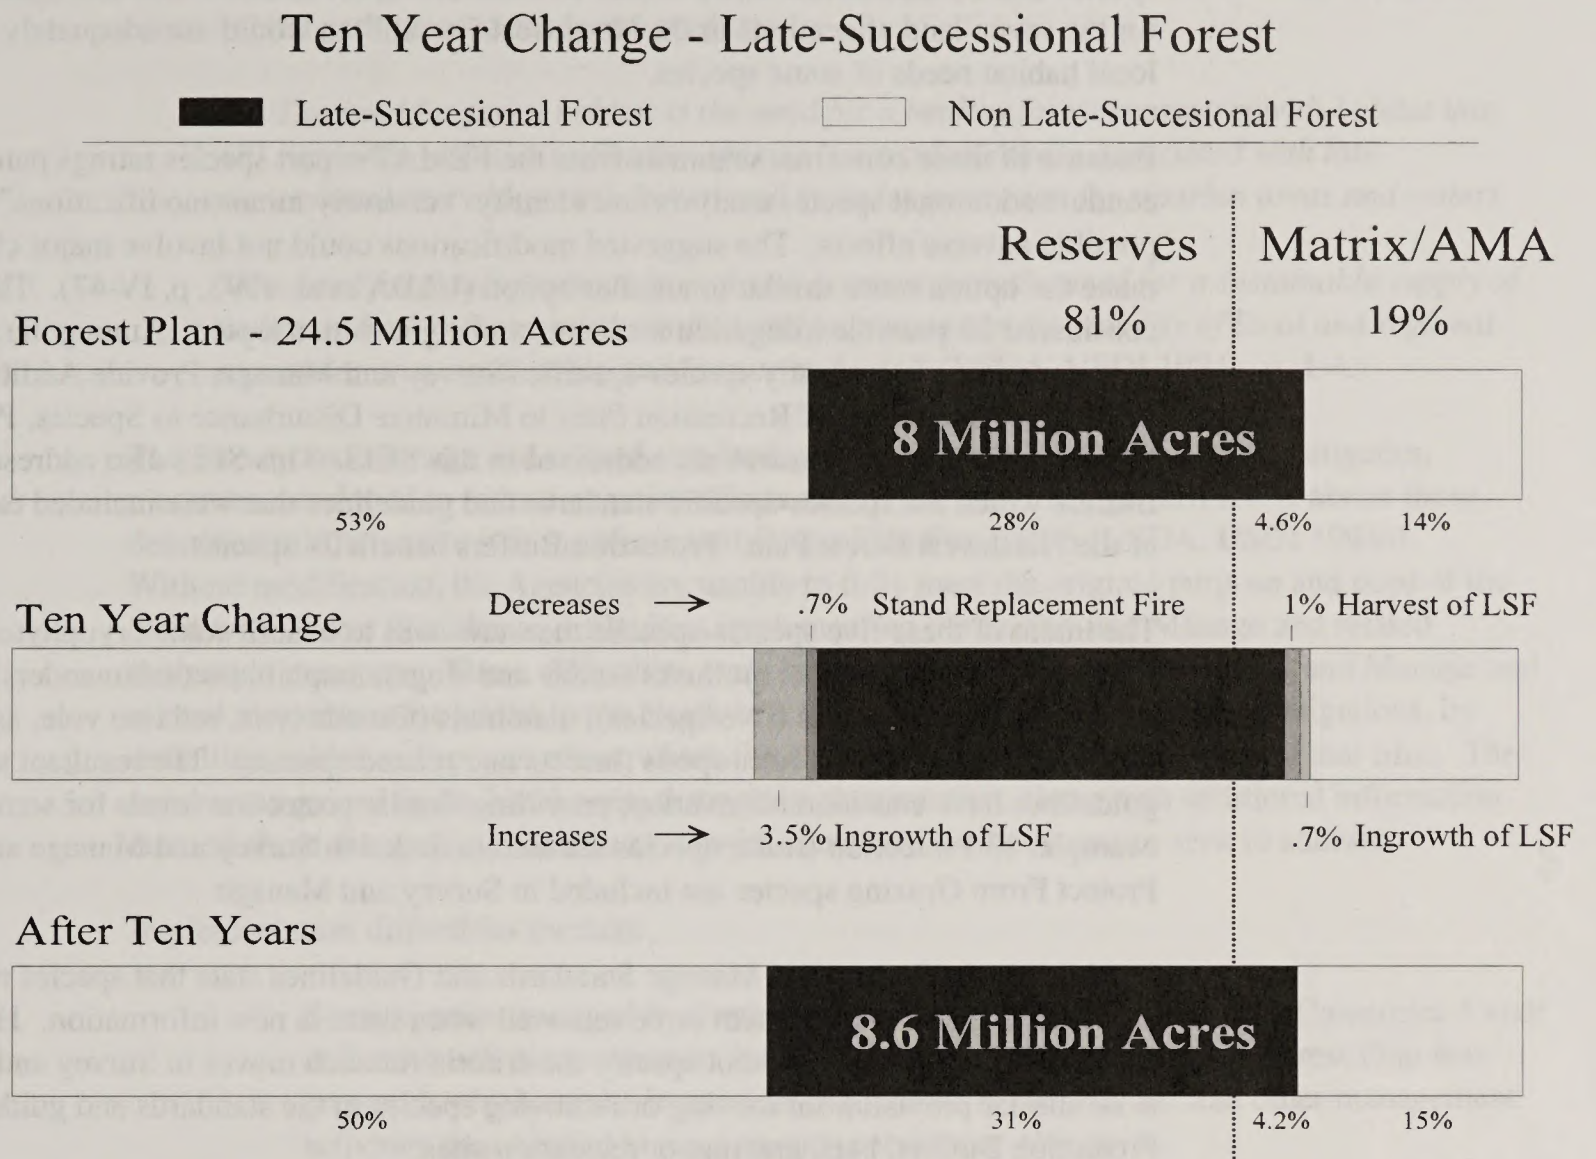 Ten Year Change - Late-Successional Forest
Late-Succesional Forest
Non Late-Succesional Forest
Reserves
Matrix/AMA
Forest Plan - 24.5 Million Acres
81%
19%
8 Million Acres
53%
28%
4.6%
14%
Ten Year Change
Decreases → .7% Stand Replacement Fire
1% Harvest of LSF
Increases → 3.5% Ingrowth of LSF
.7% Ingrowth of LSF
After Ten Years
8.6 Million Acres
50%
31%
4.2%
15%